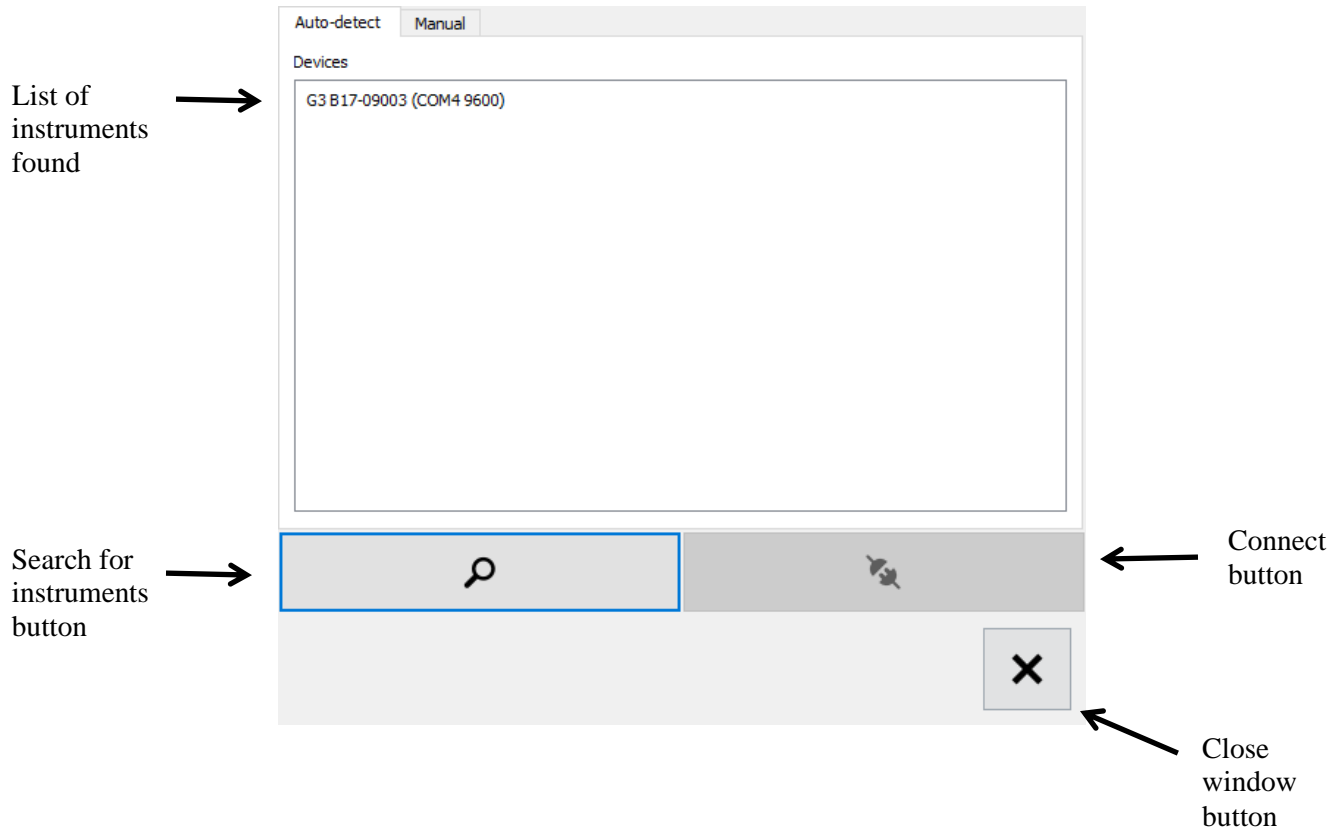 Auto-detect Manual
Devices
List of
instruments
found
G3 B17-09003 (COM4 9600)
Search for
instruments
button
Connect
button
Close
window
button